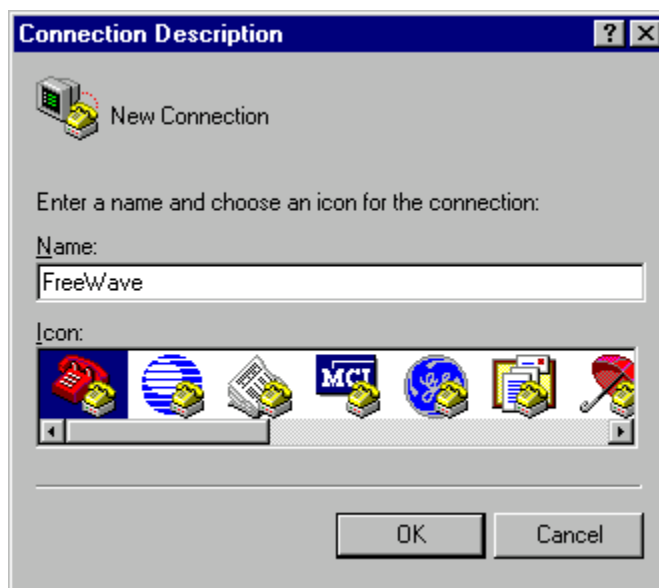 Connection Description
New Connection
Enter a name and choose an icon for the connection:
Name:
FreeWave
Icon:
MCI
OK
Cancel